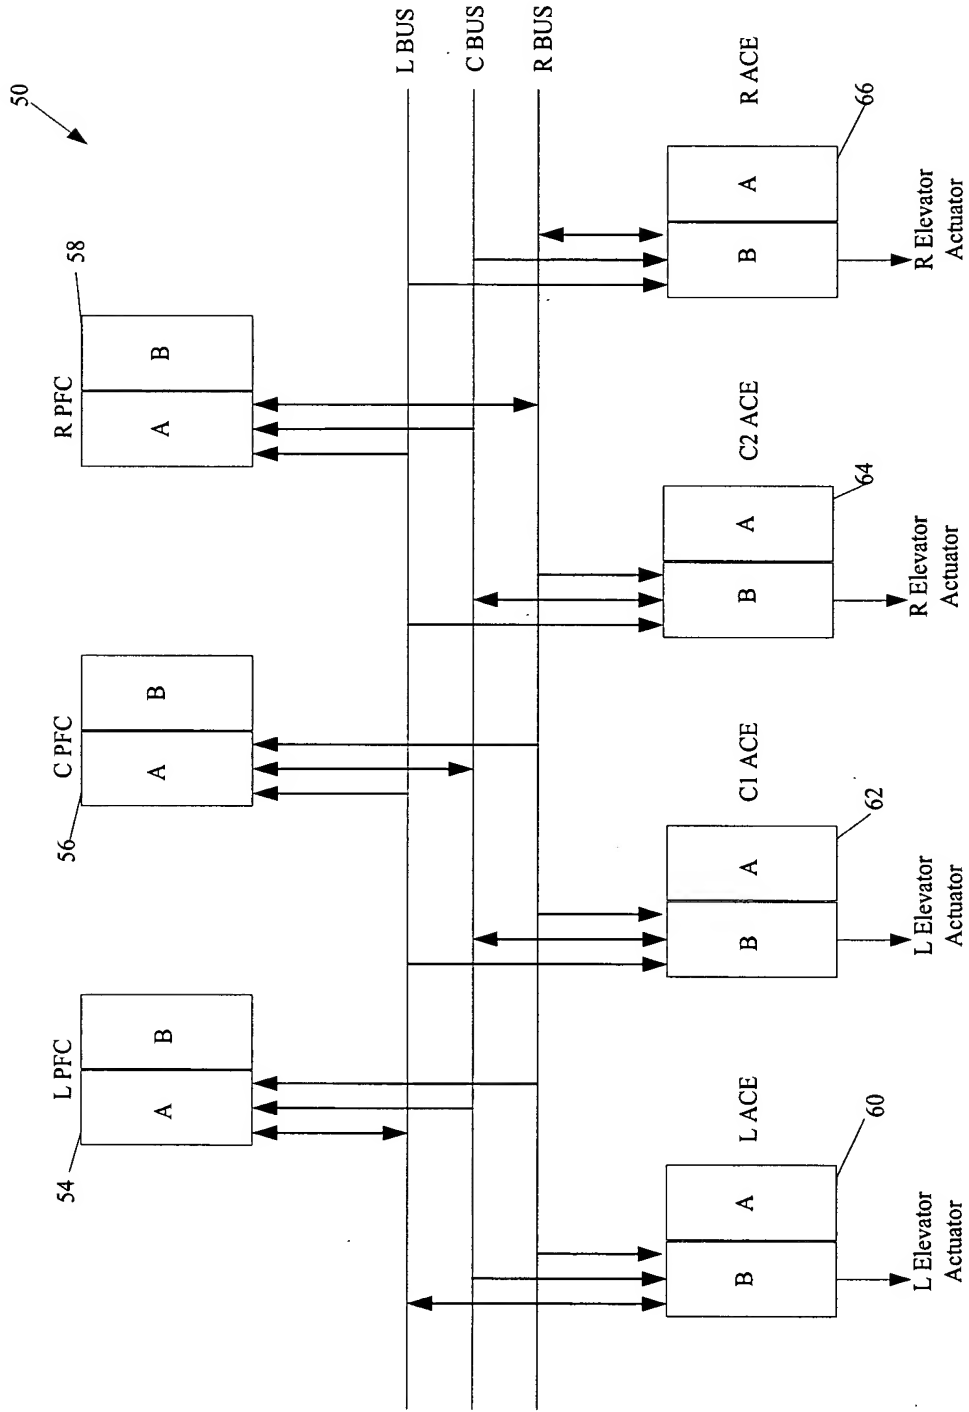 50
L PFC
C PFC
R PFC
54
A
B
56
A
B
58
A
B
L BUS
C BUS
R BUS
L ACE
C1 ACE
C2 ACE
R ACE
B
A
60
B
A
62
B
A
64
B
A
66
L Elevator
Actuator
L Elevator
Actuator
R Elevator
Actuator
R Elevator
Actuator